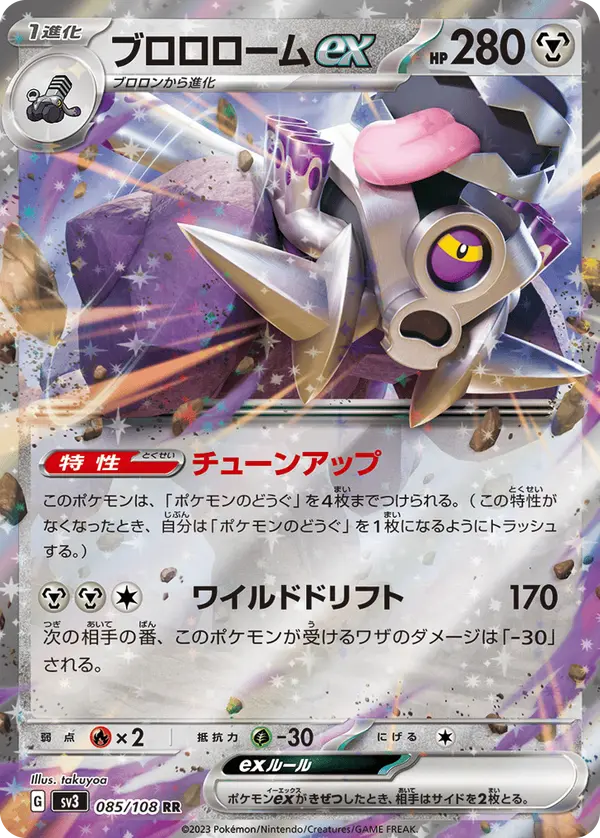 1進化
ブロロロームex
HP 280
ブロロンから進化
特性 とくせい チューンアップ
このポケモンは、「ポケモンのどうぐ」を4枚までつけられる。（この特性が
なくなったとき、自分は「ポケモンのどうぐ」を1枚になるようにトラッシュ
する。）
ワイルドドリフト 170
次の相手の番、このポケモンが受けるワザのダメージは「-30」
される。
弱点 ×2 抵抗力 -30 にげる
Illus. takuyoa
exルール
G sv3 085/108 RR
ポケモンexがきぜつしたとき、相手はサイドを2枚とる。
©2023 Pokémon/Nintendo/Creatures/GAME FREAK.